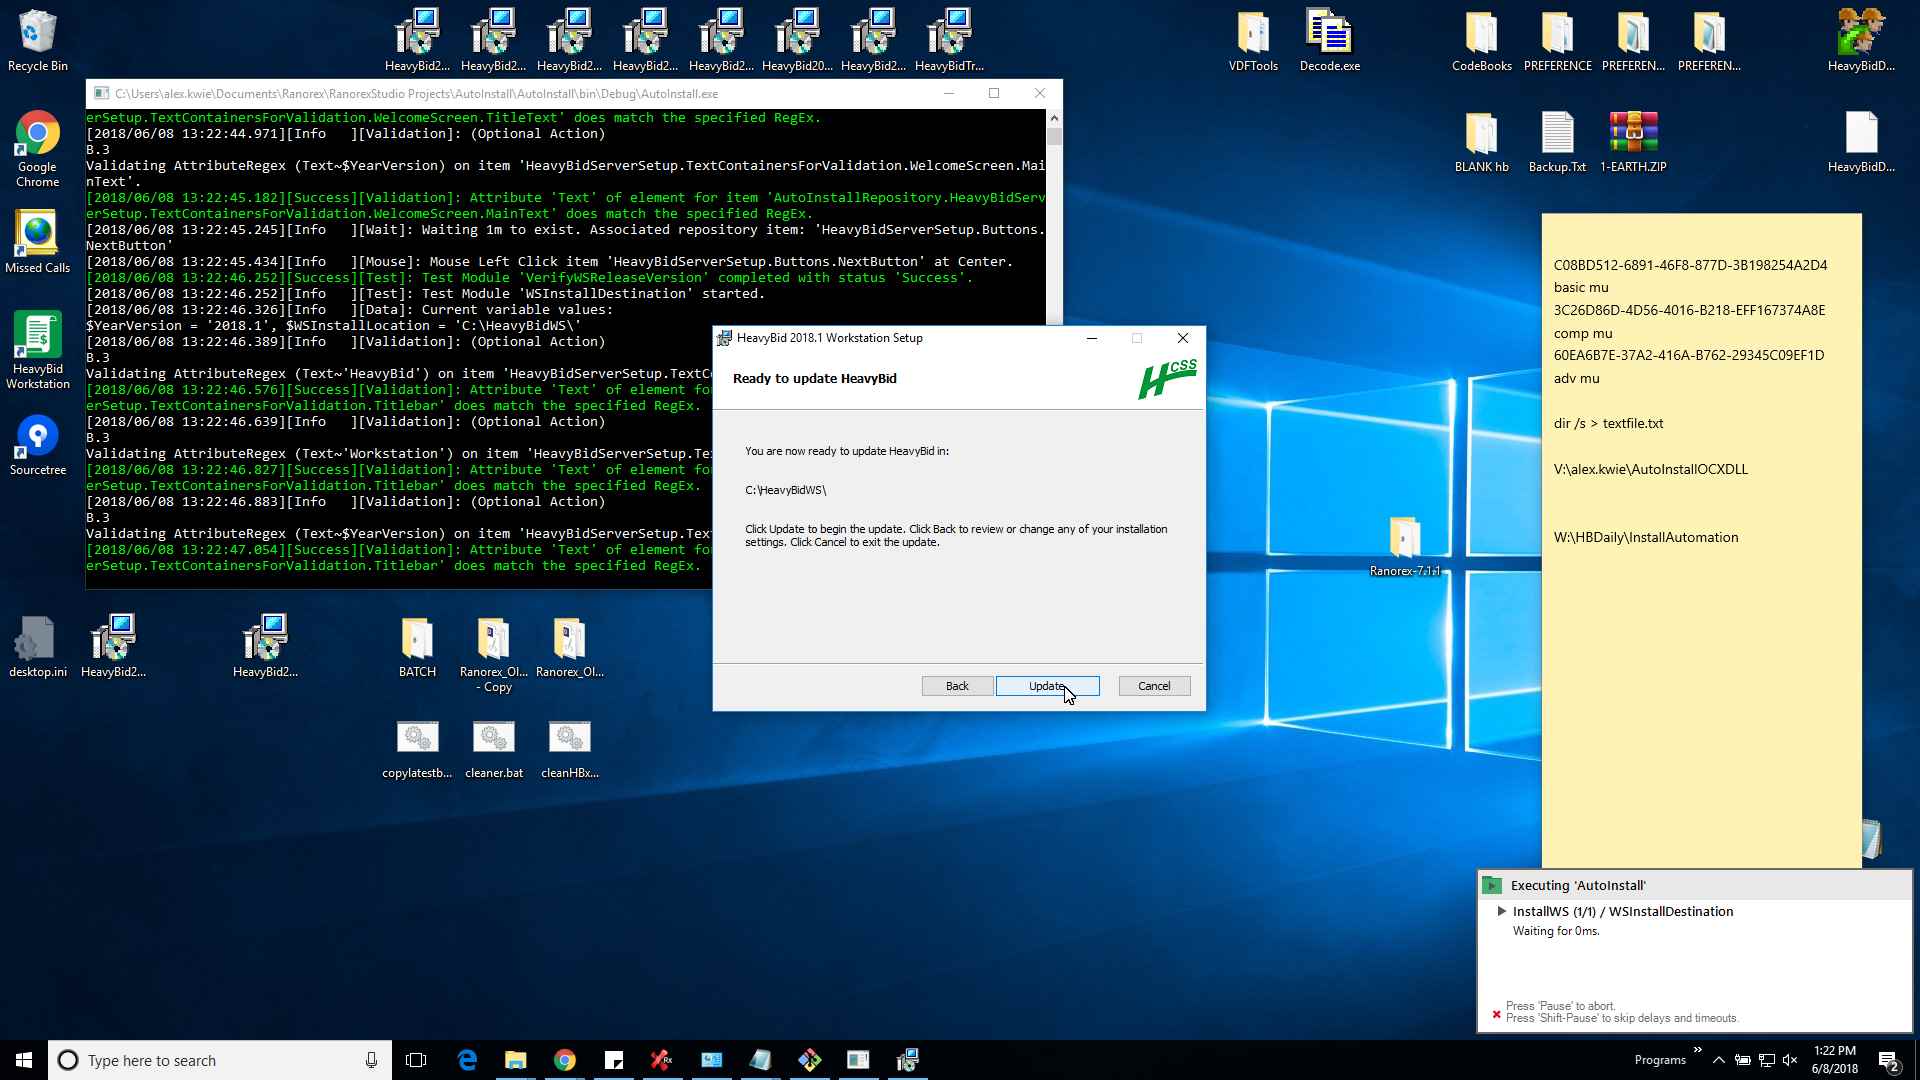 Recycle Bin
HeavyBid2...
HeavyBid2...
HeavyBid2...
HeavyBid2...
HeavyBid2...
HeavyBid20...
HeavyBid2...
HeavyBidTr...
VDFTools
Decode.exe
CodeBooks
PREFERENCE
PREFEREN...
PREFEREN...
HeavyBidD...
Google
Chrome
BLANK hb
Backup.Txt
1-EARTH.ZIP
HeavyBidD...
Missed Calls
HeavyBid
Workstation
Sourcetree
C:\Users\alex.kwie\Documents\Ranorex\RanorexStudio Projects\AutoInstall\AutoInstall\bin\Debug\AutoInstall.exe
erSetup.TextContainersForValidation.WelcomeScreen.TitleText' does match the specified RegEx.
[2018/06/08 13:22:44.971][Info   ][Validation]: (Optional Action)
B.3
Validating AttributeRegex (Text~$YearVersion) on item 'HeavyBidServerSetup.TextContainersForValidation.WelcomeScreen.Mai
nText'.
[2018/06/08 13:22:45.182][Success][Validation]: Attribute 'Text' of element for item 'AutoInstallRepository.HeavyBidServ
erSetup.TextContainersForValidation.WelcomeScreen.MainText' does match the specified RegEx.
[2018/06/08 13:22:45.245][Info   ][Wait]: Waiting 1m to exist. Associated repository item: 'HeavyBidServerSetup.Buttons.
NextButton'
[2018/06/08 13:22:45.434][Info   ][Mouse]: Mouse Left Click item 'HeavyBidServerSetup.Buttons.NextButton' at Center.
[2018/06/08 13:22:46.252][Success][Test]: Test Module 'VerifyWSReleaseVersion' completed with status 'Success'.
[2018/06/08 13:22:46.252][Info   ][Test]: Test Module 'WSInstallDestination' started.
[2018/06/08 13:22:46.326][Info   ][Data]: Current variable values:
$YearVersion = '2018.1', $WSInstallLocation = 'C:\HeavyBidWS\'
[2018/06/08 13:22:46.389][Info   ][Validation]: (Optional Action)
B.3
Validating AttributeRegex (Text~'HeavyBid') on item 'HeavyBidServerSetup.TextC
[2018/06/08 13:22:46.576][Success][Validation]: Attribute 'Text' of element fo
erSetup.TextContainersForValidation.Titlebar' does match the specified RegEx.
[2018/06/08 13:22:46.639][Info   ][Validation]: (Optional Action)
B.3
Validating AttributeRegex (Text~'Workstation') on item 'HeavyBidServerSetup.Te
[2018/06/08 13:22:46.827][Success][Validation]: Attribute 'Text' of element fo
erSetup.TextContainersForValidation.Titlebar' does match the specified RegEx.
[2018/06/08 13:22:46.883][Info   ][Validation]: (Optional Action)
B.3
Validating AttributeRegex (Text~$YearVersion) on item 'HeavyBidServerSetup.Tex
[2018/06/08 13:22:47.054][Success][Validation]: Attribute 'Text' of element fo
erSetup.TextContainersForValidation.Titlebar' does match the specified RegEx.
HeavyBid 2018.1 Workstation Setup
Ready to update HeavyBid
HCSS
You are now ready to update HeavyBid in:
C:\HeavyBidWS\
Click Update to begin the update. Click Back to review or change any of your installation
settings. Click Cancel to exit the update.
Back
Update
Cancel
C08BD512-6891-46F8-877D-3B198254A2D4
basic mu
3C26D86D-4D56-4016-B218-EFF167374A8E
comp mu
60EA6B7E-37A2-416A-B762-29345C09EF1D
adv mu
dir /s > textfile.txt
V:\alex.kwie\AutoInstallOCXDLL
W:\HBDaily\InstallAutomation
Ranorex-7.1.1
desktop.ini
HeavyBid2...
HeavyBid2...
BATCH
Ranorex_Ol...
- Copy
Ranorex_Ol...
copylatestb...
cleaner.bat
cleanHBx...
Executing 'AutoInstall'
InstallWS (1/1) / WSInstallDestination
Waiting for 0ms.
Press 'Pause' to abort.
Press 'Shift-Pause' to skip delays and timeouts.
Type here to search
Rx
Programs
1:22 PM
6/8/2018
2